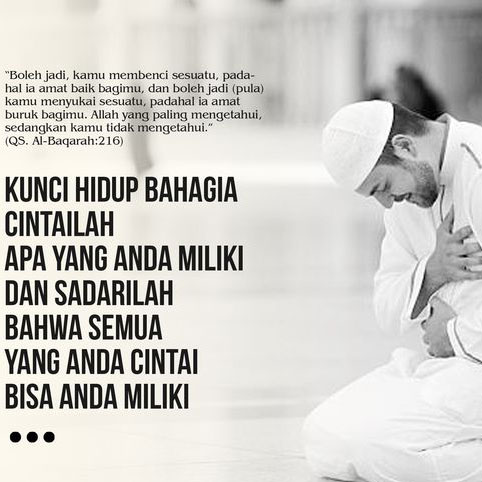 "Boleh jadi, kamu membenci sesuatu, pada-
hal ia amat baik bagimu, dan boleh jadi (pula)
kamu menyukai sesuatu, padahal ia amat
buruk bagimu. Allah yang paling mengetahui,
sedangkan kamu tidak mengetahui."
(QS. Al-Baqarah:216)
KUNCI HIDUP BAHAGIA
CINTAILAH
APA YANG ANDA MILIKI
DAN SADARILAH
BAHWA SEMUA
YANG ANDA CINTAI
BISA ANDA MILIKI
...